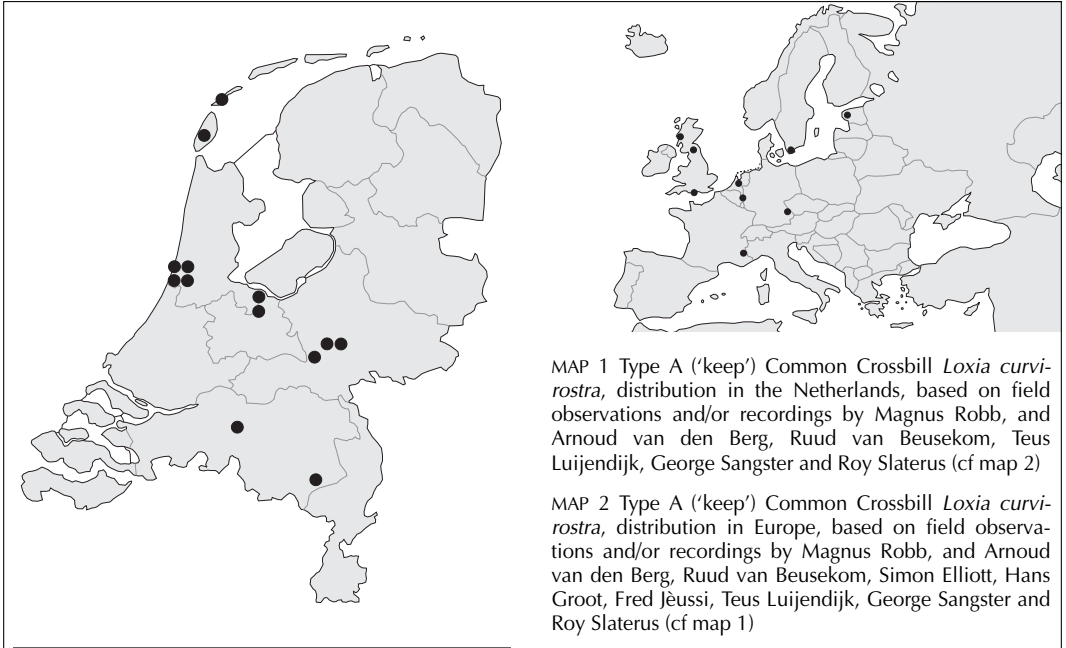 MAP 1 Type A (‘keep’) Common Crossbill Loxia curvi-
rostra, distribution in the Netherlands, based on field
observations and/or recordings by Magnus Robb, and
Arnoud van den Berg, Ruud van Beusekom, Teus
Luijendijk, George Sangster and Roy Slaterus (cf map 2)
MAP 2 Type A (‘keep’) Common Crossbill Loxia curvi-
rostra, distribution in Europe, based on field observa-
tions and/or recordings by Magnus Robb, and Arnoud
van den Berg, Ruud van Beusekom, Simon Elliott, Hans
Groot, Fred Jèussi, Teus Luijendijk, George Sangster and
Roy Slaterus (cf map 1)